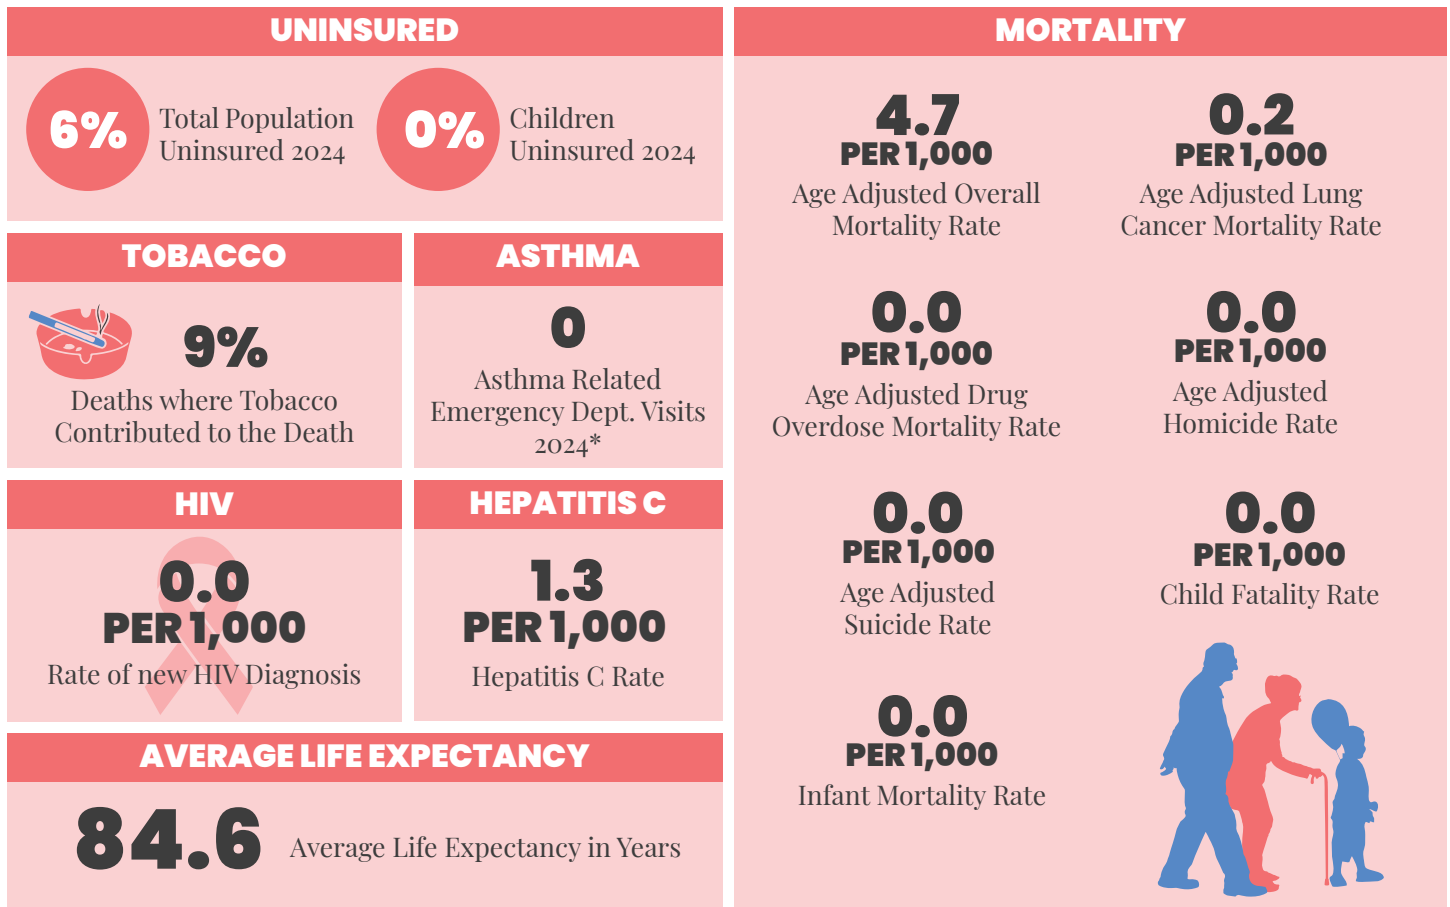 UNINSURED
6%
Total Population
Uninsured 2024
0%
Children
Uninsured 2024
TOBACCO
9%
Deaths where Tobacco
Contributed to the Death
ASTHMA
0
Asthma Related
Emergency Dept. Visits
2024*
HIV
0.0
PER 1,000
Rate of new HIV Diagnosis
HEPATITIS C
1.3
PER 1,000
Hepatitis C Rate
AVERAGE LIFE EXPECTANCY
84.6
Average Life Expectancy in Years
MORTALITY
4.7
PER 1,000
Age Adjusted Overall
Mortality Rate
0.2
PER 1,000
Age Adjusted Lung
Cancer Mortality Rate
0.0
PER 1,000
Age Adjusted Drug
Overdose Mortality Rate
0.0
PER 1,000
Age Adjusted
Homicide Rate
0.0
PER 1,000
Age Adjusted
Suicide Rate
0.0
PER 1,000
Child Fatality Rate
0.0
PER 1,000
Infant Mortality Rate